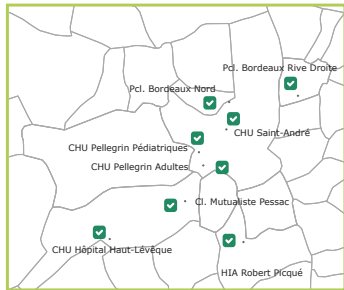 Pcl. Bordeaux Rive Droite
Pcl. Bordeaux Nord
CHU Saint-André
CHU Pellegrin Pédiatriques
CHU Pellegrin Adultes
Cl. Mutualiste Pessac
CHU Hôpital Haut-Lévêque
HIA Robert Picqué